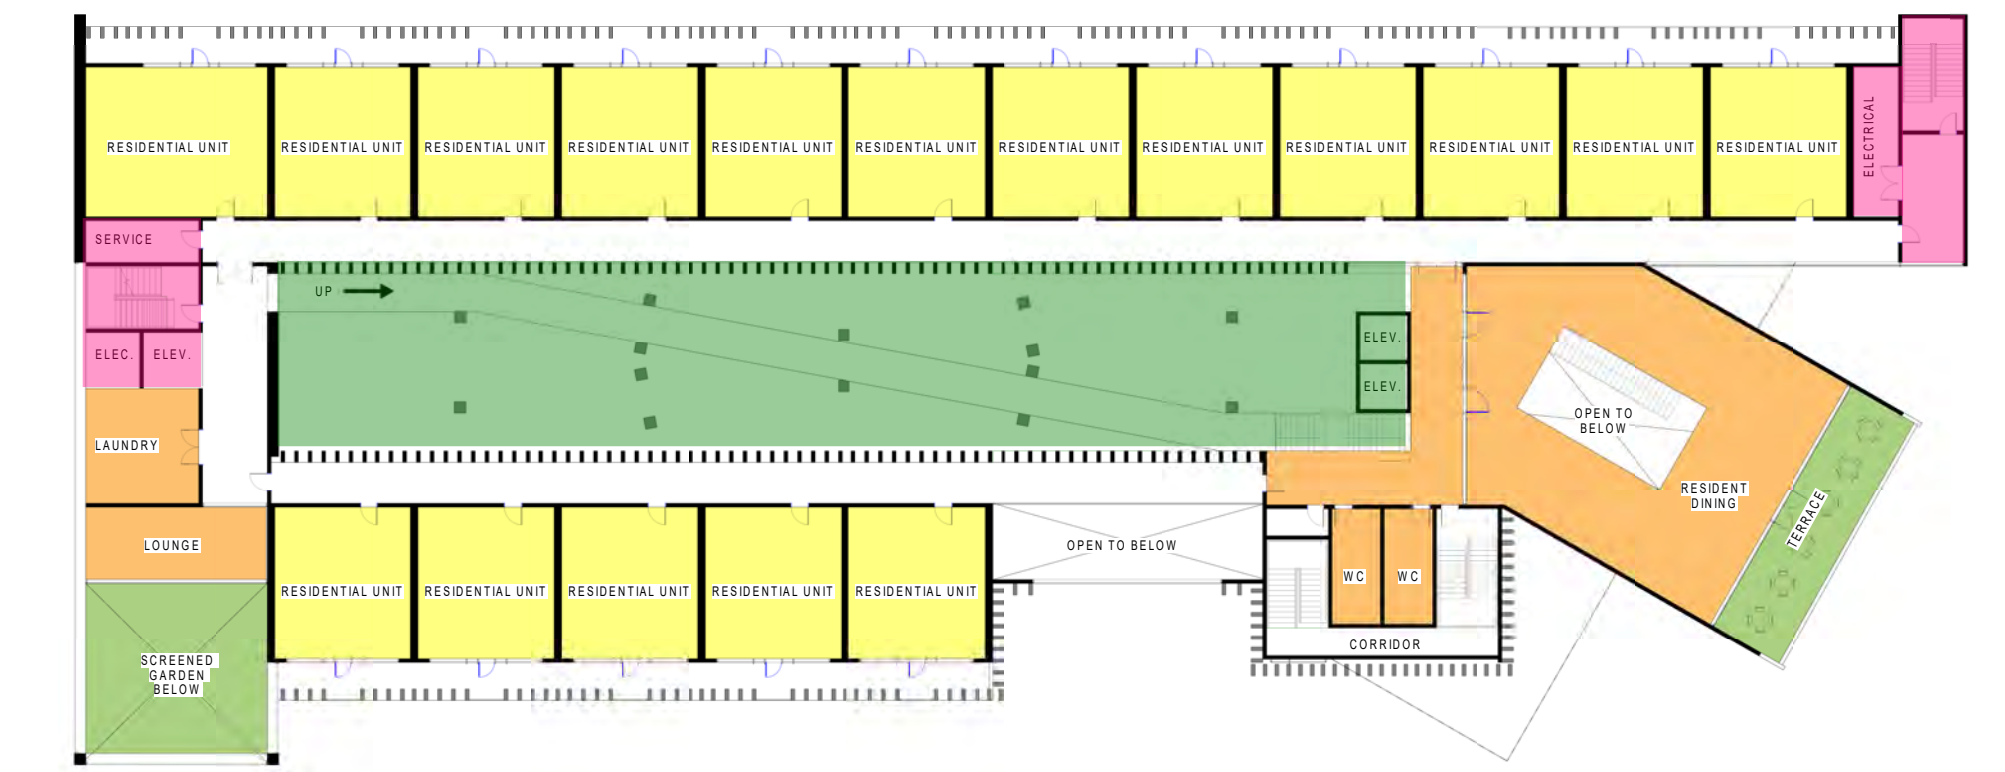 RESIDENTIAL UNIT
RESIDENTIAL UNIT
RESIDENTIAL UNIT
RESIDENTIAL UNIT
RESIDENTIAL UNIT
RESIDENTIAL UNIT
RESIDENTIAL UNIT
RESIDENTIAL UNIT
RESIDENTIAL UNIT
RESIDENTIAL UNIT
RESIDENTIAL UNIT
RESIDENTIAL UNIT
ELECTRICAL
SERVICE
UP
ELEC.
ELEV.
ELEV.
ELEV.
OPEN TO
BELOW
LAUNDRY
RESIDENT
DINING
TERRACE
LOUNGE
OPEN TO BELOW
RESIDENTIAL UNIT
RESIDENTIAL UNIT
RESIDENTIAL UNIT
RESIDENTIAL UNIT
RESIDENTIAL UNIT
WC
WC
CORRIDOR
SCREENED
GARDEN
BELOW